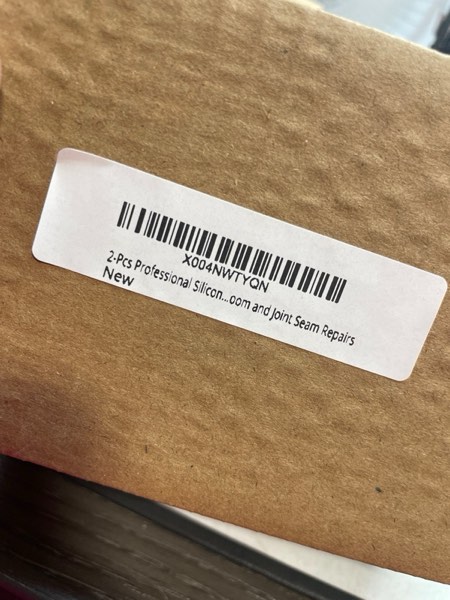 X004NWTYQN
2-Pcs Professional Silicon...oom and Joint Seam Repairs
New